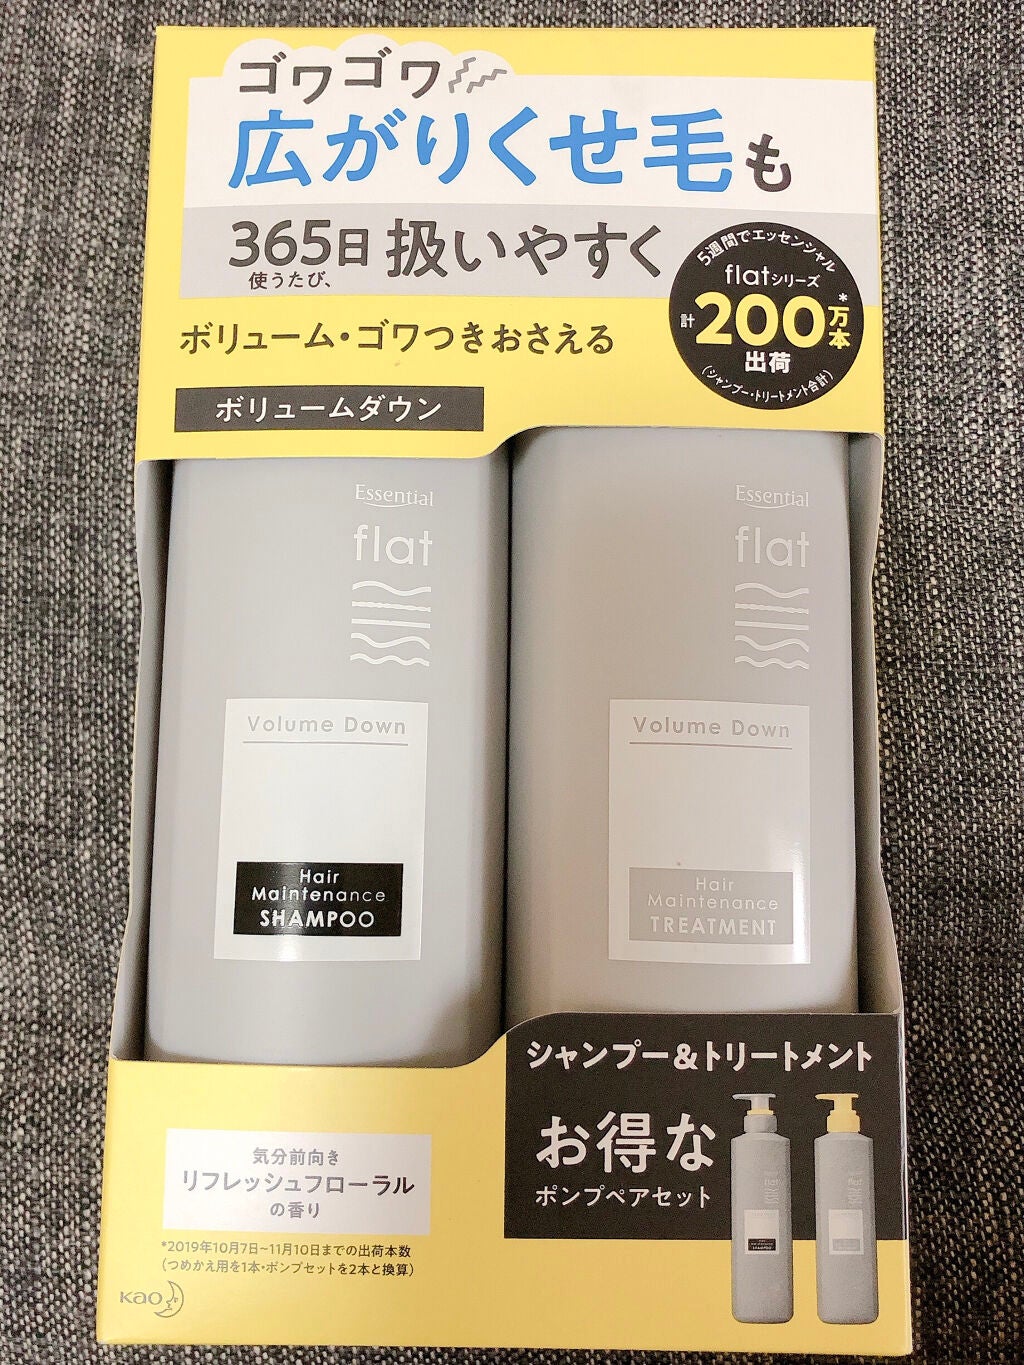 ゴワゴワ
広がりくせ毛も
365日 扱いやすく
使うたび、
5週間でエッセンシャル
flatシリーズ
計200万本*
出荷
(シャンプー・トリートメント合計)
ボリューム・ゴワつきおさえる
ボリュームダウン
Essential
flat
Volume Down
Hair
Maintenance
SHAMPOO
Essential
flat
Volume Down
Hair
Maintenance
TREATMENT
シャンプー&トリートメント
お得な
ポンプペアセット
気分前向き
リフレッシュフローラル
の香り
*2019年10月7日~11月10日までの出荷本数
(つめかえ用を1本・ポンプセットを2本と換算)
Kao
flat
SHAMPOO
flat